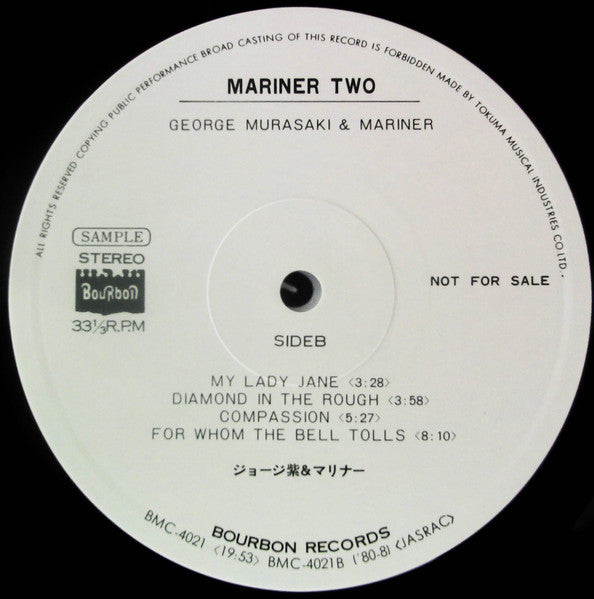 ALL RIGHTS RESERVED COPYING PUBLIC PERFORMANCE BROAD CASTING OF THIS RECORD IS FORBIDDEN MADE BY TOKUMA MUSICAL INDUSTRIES CO.LTD.
MARINER TWO
GEORGE MURASAKI & MARINER
SAMPLE
STEREO
BOURBON
33⅓R.P.M
NOT FOR SALE
SIDEB
MY LADY JANE <3:28>
DIAMOND IN THE ROUGH <3:58>
COMPASSION <5:27>
FOR WHOM THE BELL TOLLS <8:10>
ジョージ紫&マリナー
BOURBON RECORDS
BMC-4021 <19:53> BMC-4021B ('80-8) <JASRAC>